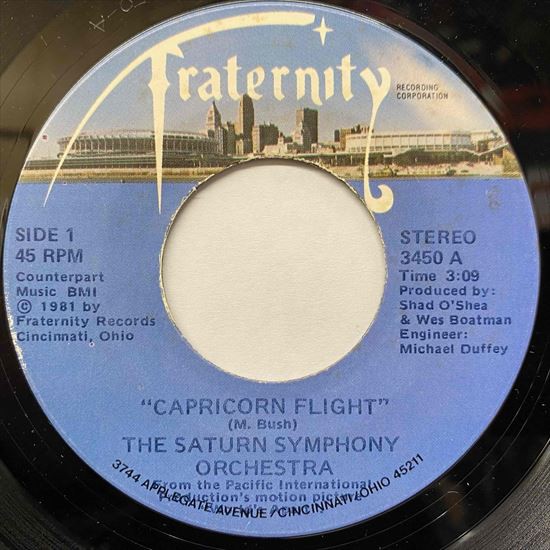 Fraternity
RECORDING
CORPORATION
SIDE 1
45 RPM
Counterpart
Music BMI
© 1981 by
Fraternity Records
Cincinnati, Ohio
STEREO
3450 A
Time 3:09
Produced by:
Shad O'Shea
& Wes Boatman
Engineer:
Michael Duffey
"CAPRICORN FLIGHT"
(M. Bush)
THE SATURN SYMPHONY
ORCHESTRA
From the Pacific International
Production's motion picture
3744 APPLEGATE AVENUE / CINCINNATI, OHIO 45211